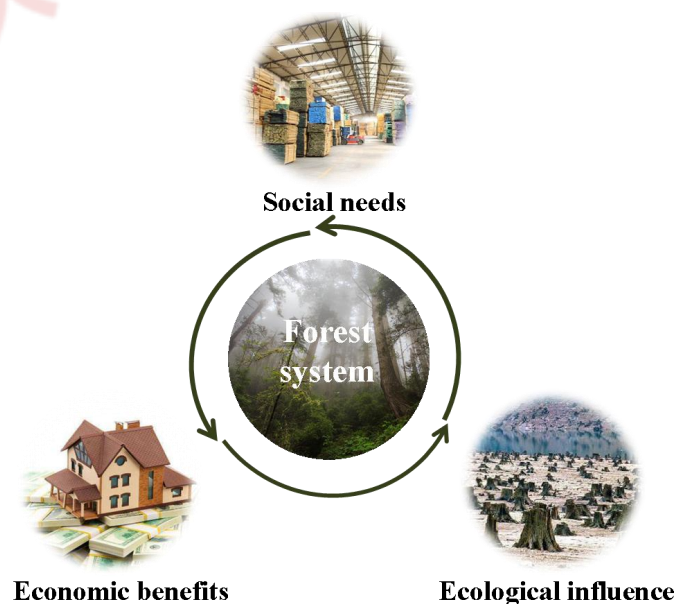 Social needs
Forest
system
Economic benefits
Ecological influence